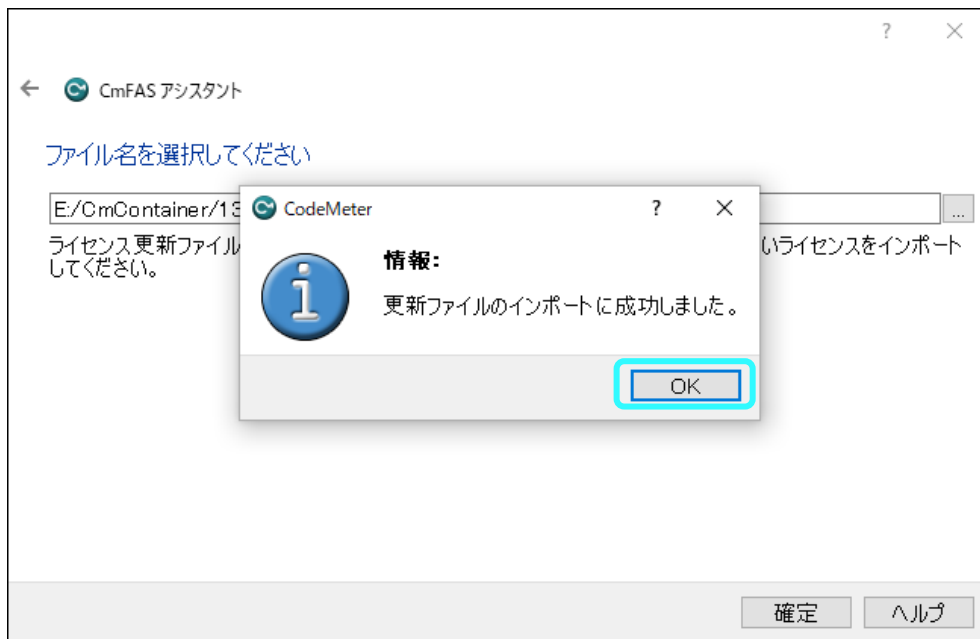 CmFAS アシスタント
ファイル名を選択してください
E:/CmContainer/13
...
ライセンス更新ファイル
いライセンスをインポート
してください。
CodeMeter
情報:
更新ファイルのインポートに成功しました。
OK
確定
ヘルプ